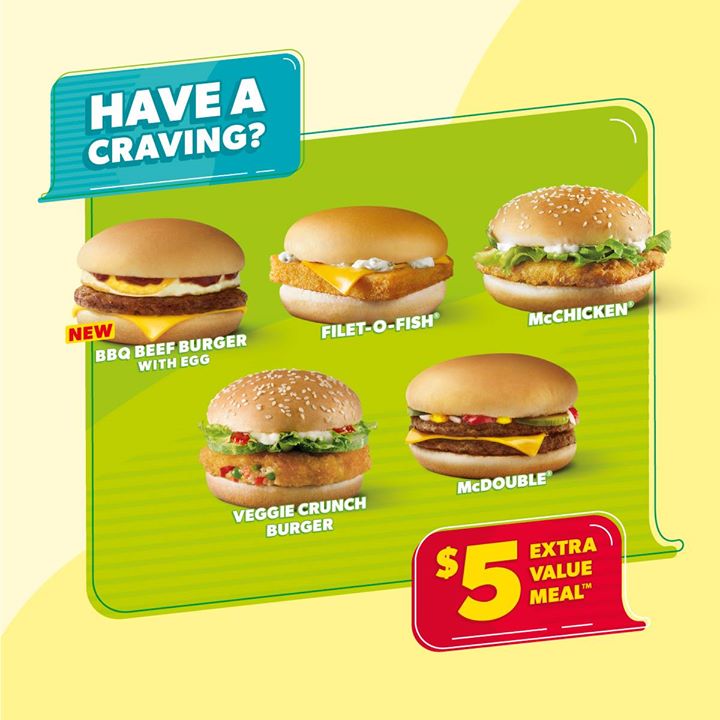 HAVE A
CRAVING?
NEW
BBQ BEEF BURGER
WITH EGG
FILET-O-FISH®
McCHICKEN®
VEGGIE CRUNCH
BURGER
McDOUBLE®
$5 EXTRA
VALUE
MEAL™